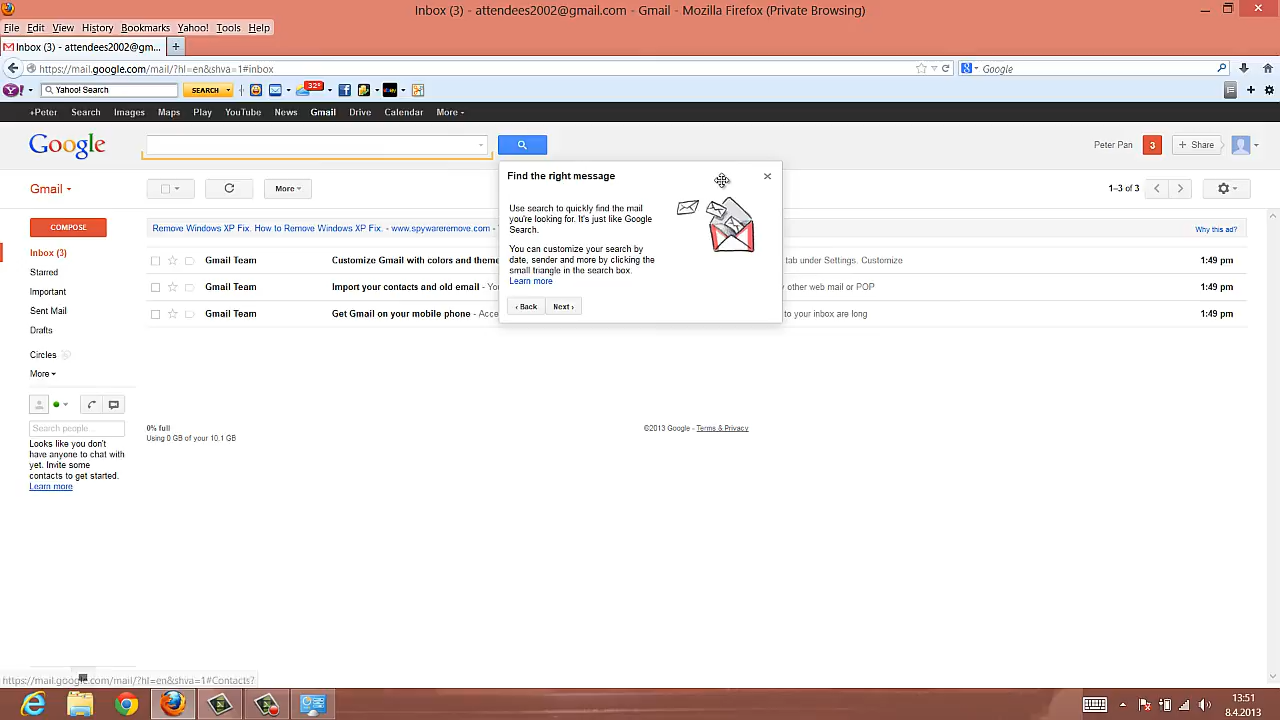 Inbox (3) - attendees2002@gmail.com - Gmail - Mozilla Firefox (Private Browsing)
File Edit View History Bookmarks Yahoo! Tools Help
Inbox (3) - attendees2002@gm...
https://mail.google.com/mail/?hl=en&shva=1#inbox
Google
Yahoo! Search
SEARCH
32°
+Peter Search Images Maps Play YouTube News Gmail Drive Calendar More
Google
Peter Pan 3 + Share
Gmail
More
1–3 of 3
Find the right message
Use search to quickly find the mail
you're looking for. It's just like Google
Search.
You can customize your search by
date, sender and more by clicking the
small triangle in the search box.
Learn more
‹ Back Next ›
COMPOSE
Remove Windows XP Fix. How to Remove Windows XP Fix. - www.spywareremove.com -
Why this ad?
Inbox (3)
Gmail Team Customize Gmail with colors and theme tab under Settings. Customize 1:49 pm
Starred
Gmail Team Import your contacts and old email - You other web mail or POP 1:49 pm
Important
Sent Mail
Gmail Team Get Gmail on your mobile phone - Acce to your inbox are long 1:49 pm
Drafts
Circles
More
Search people...
Looks like you don't
have anyone to chat with
yet. Invite some
contacts to get started.
Learn more
0% full
Using 0 GB of your 10.1 GB
©2013 Google - Terms & Privacy
https://mail.google.com/mail/?hl=en&shva=1#Contacts?
13:51
8.4.2013